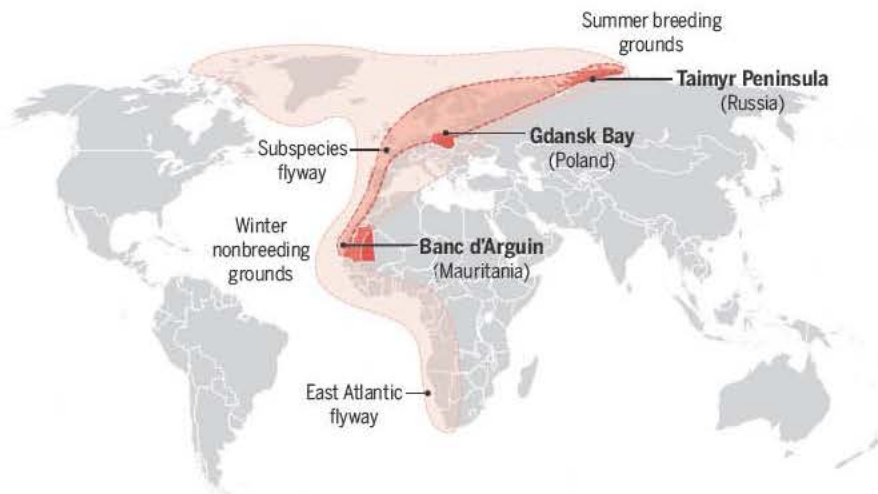 Summer breeding
grounds
Taimyr Peninsula
(Russia)
Gdansk Bay
(Poland)
Subspecies
flyway
Winter
nonbreeding
grounds
Banc d'Arguin
(Mauritania)
East Atlantic
flyway